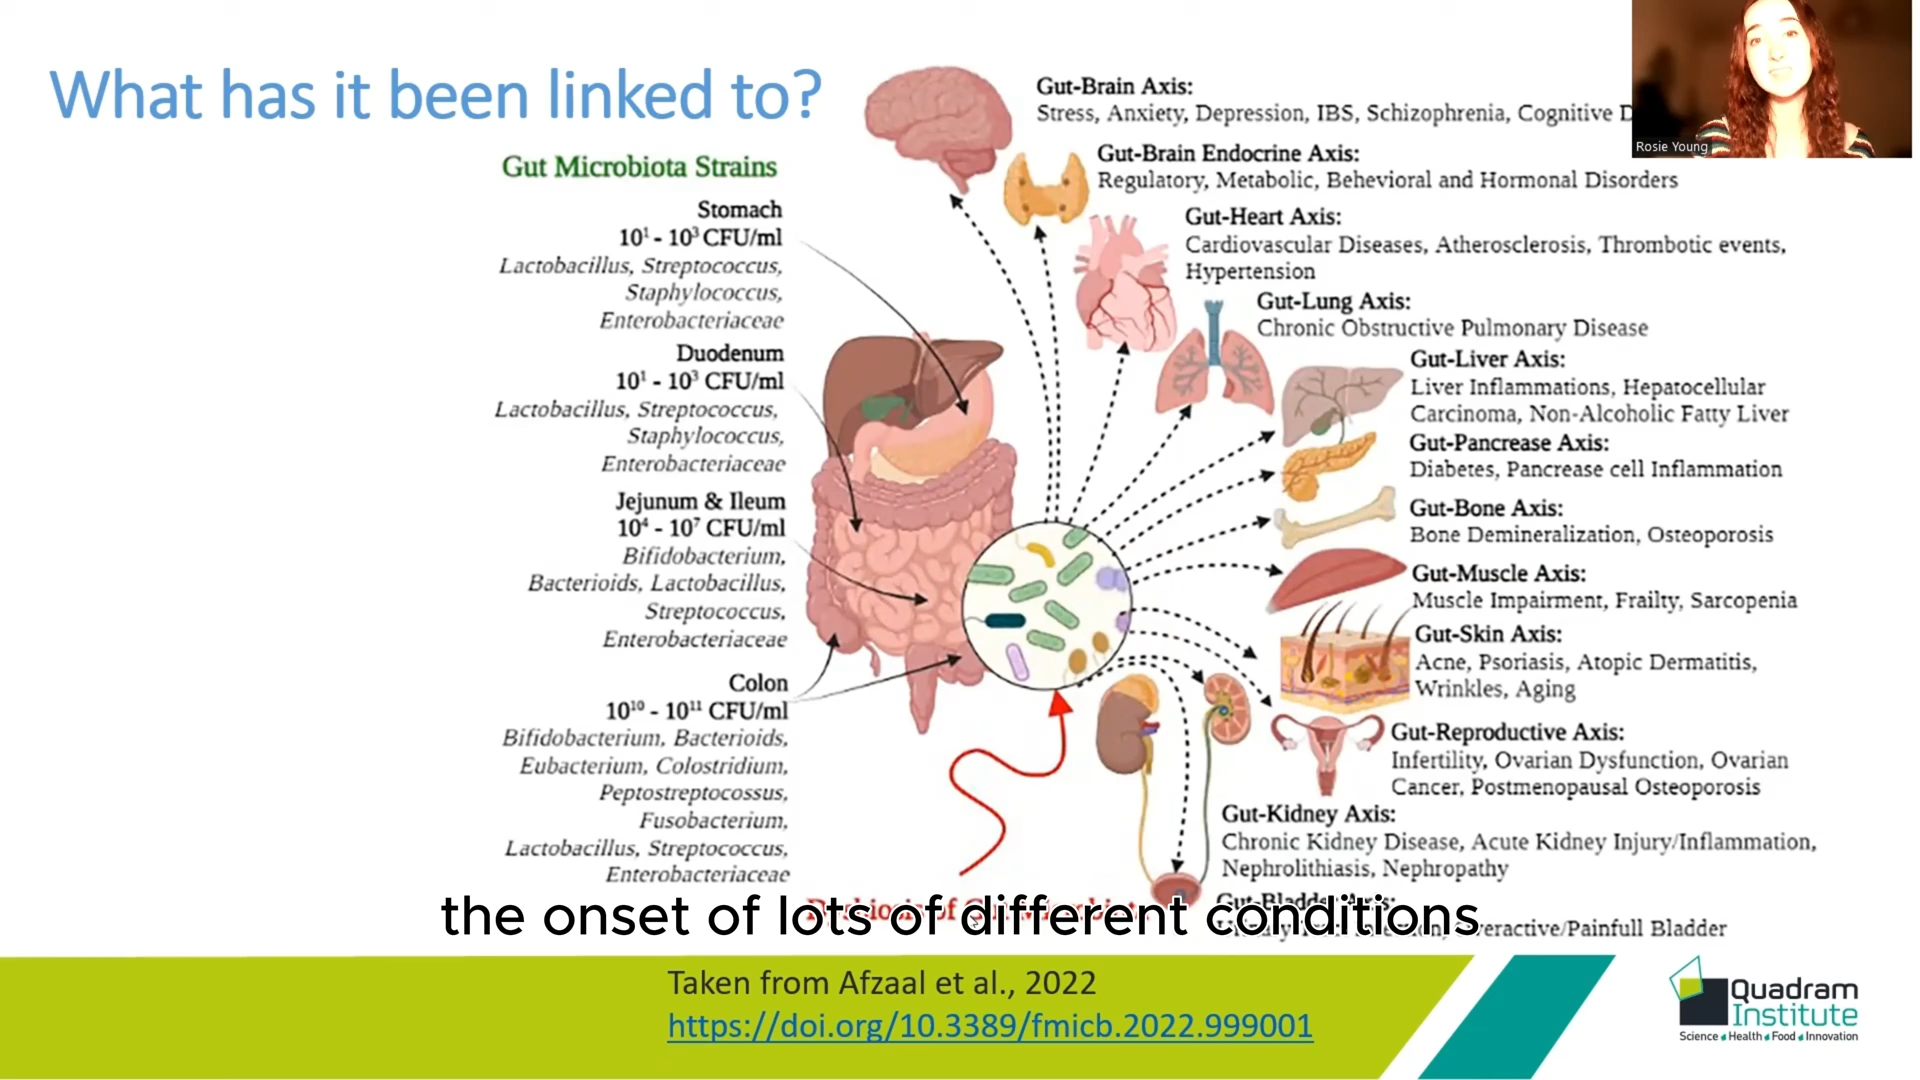 What has it been linked to?
Gut Microbiota Strains
Stomach
10¹ - 10³ CFU/ml
Lactobacillus, Streptococcus,
Staphylococcus,
Enterobacteriaceae
Duodenum
10¹ - 10³ CFU/ml
Lactobacillus, Streptococcus,
Staphylococcus,
Enterobacteriaceae
Jejunum & Ileum
10⁴ - 10⁷ CFU/ml
Bifidobacterium,
Bacterioids, Lactobacillus,
Streptococcus,
Enterobacteriaceae
Colon
10¹⁰ - 10¹¹ CFU/ml
Bifidobacterium, Bacterioids,
Eubacterium, Colostridium,
Peptostreptocossus,
Fusobacterium,
Lactobacillus, Streptococcus,
Enterobacteriaceae
Gut-Brain Axis:
Stress, Anxiety, Depression, IBS, Schizophrenia, Cognitive
Gut-Brain Endocrine Axis:
Regulatory, Metabolic, Behevioral and Hormonal Disorders
Gut-Heart Axis:
Cardiovascular Diseases, Atherosclerosis, Thrombotic events,
Hypertension
Gut-Lung Axis:
Chronic Obstructive Pulmonary Disease
Gut-Liver Axis:
Liver Inflammations, Hepatocellular
Carcinoma, Non-Alcoholic Fatty Liver
Gut-Pancrease Axis:
Diabetes, Pancrease cell Inflammation
Gut-Bone Axis:
Bone Demineralization, Osteoporosis
Gut-Muscle Axis:
Muscle Impairment, Frailty, Sarcopenia
Gut-Skin Axis:
Acne, Psoriasis, Atopic Dermatitis,
Wrinkles, Aging
Gut-Reproductive Axis:
Infertility, Ovarian Dysfunction, Ovarian
Cancer, Postmenopausal Osteoporosis
Gut-Kidney Axis:
Chronic Kidney Disease, Acute Kidney Injury/Inflammation,
Nephrolithiasis, Nephropathy
Gut-Bladder Axis:
Overactive/Painfull Bladder
Rosie Young
the onset of lots of different conditions
Taken from Afzaal et al., 2022
https://doi.org/10.3389/fmicb.2022.999001
Quadram
Institute
Science Health Food Innovation